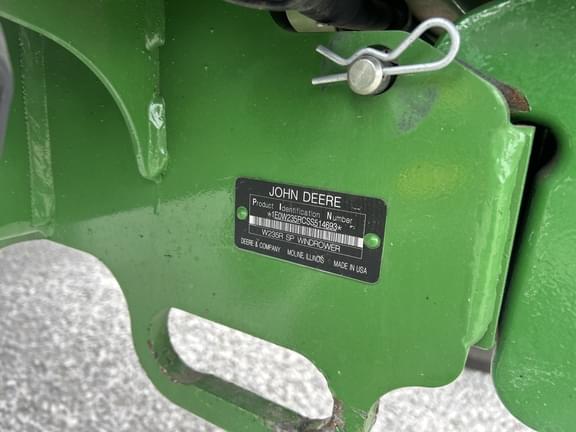 JOHN DEERE
Product Identification Number
*1E0W235RCSS514693*
W235R SP WINDROWER
DEERE & COMPANY MOLINE, ILLINOIS MADE IN USA